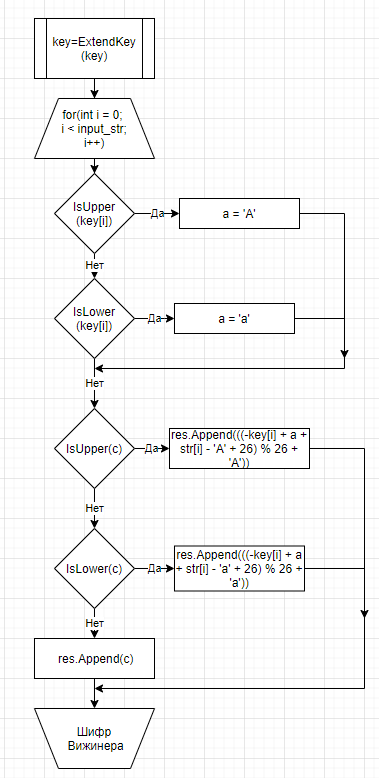 key=ExtendKey
(key)
for(int i = 0;
i < input_str;
i++)
IsUpper
(key[i])
Да
a = 'A'
Нет
IsLower
(key[i])
Да
a = 'a'
Нет
IsUpper(c)
Да
res.Append(((-key[i] + a +
str[i] - 'A' + 26) % 26 +
'A'))
Нет
IsLower(c)
Да
res.Append(((-key[i] + a
+ str[i] - 'a' + 26) % 26 +
'a'))
Нет
res.Append(c)
Шифр
Вижинера